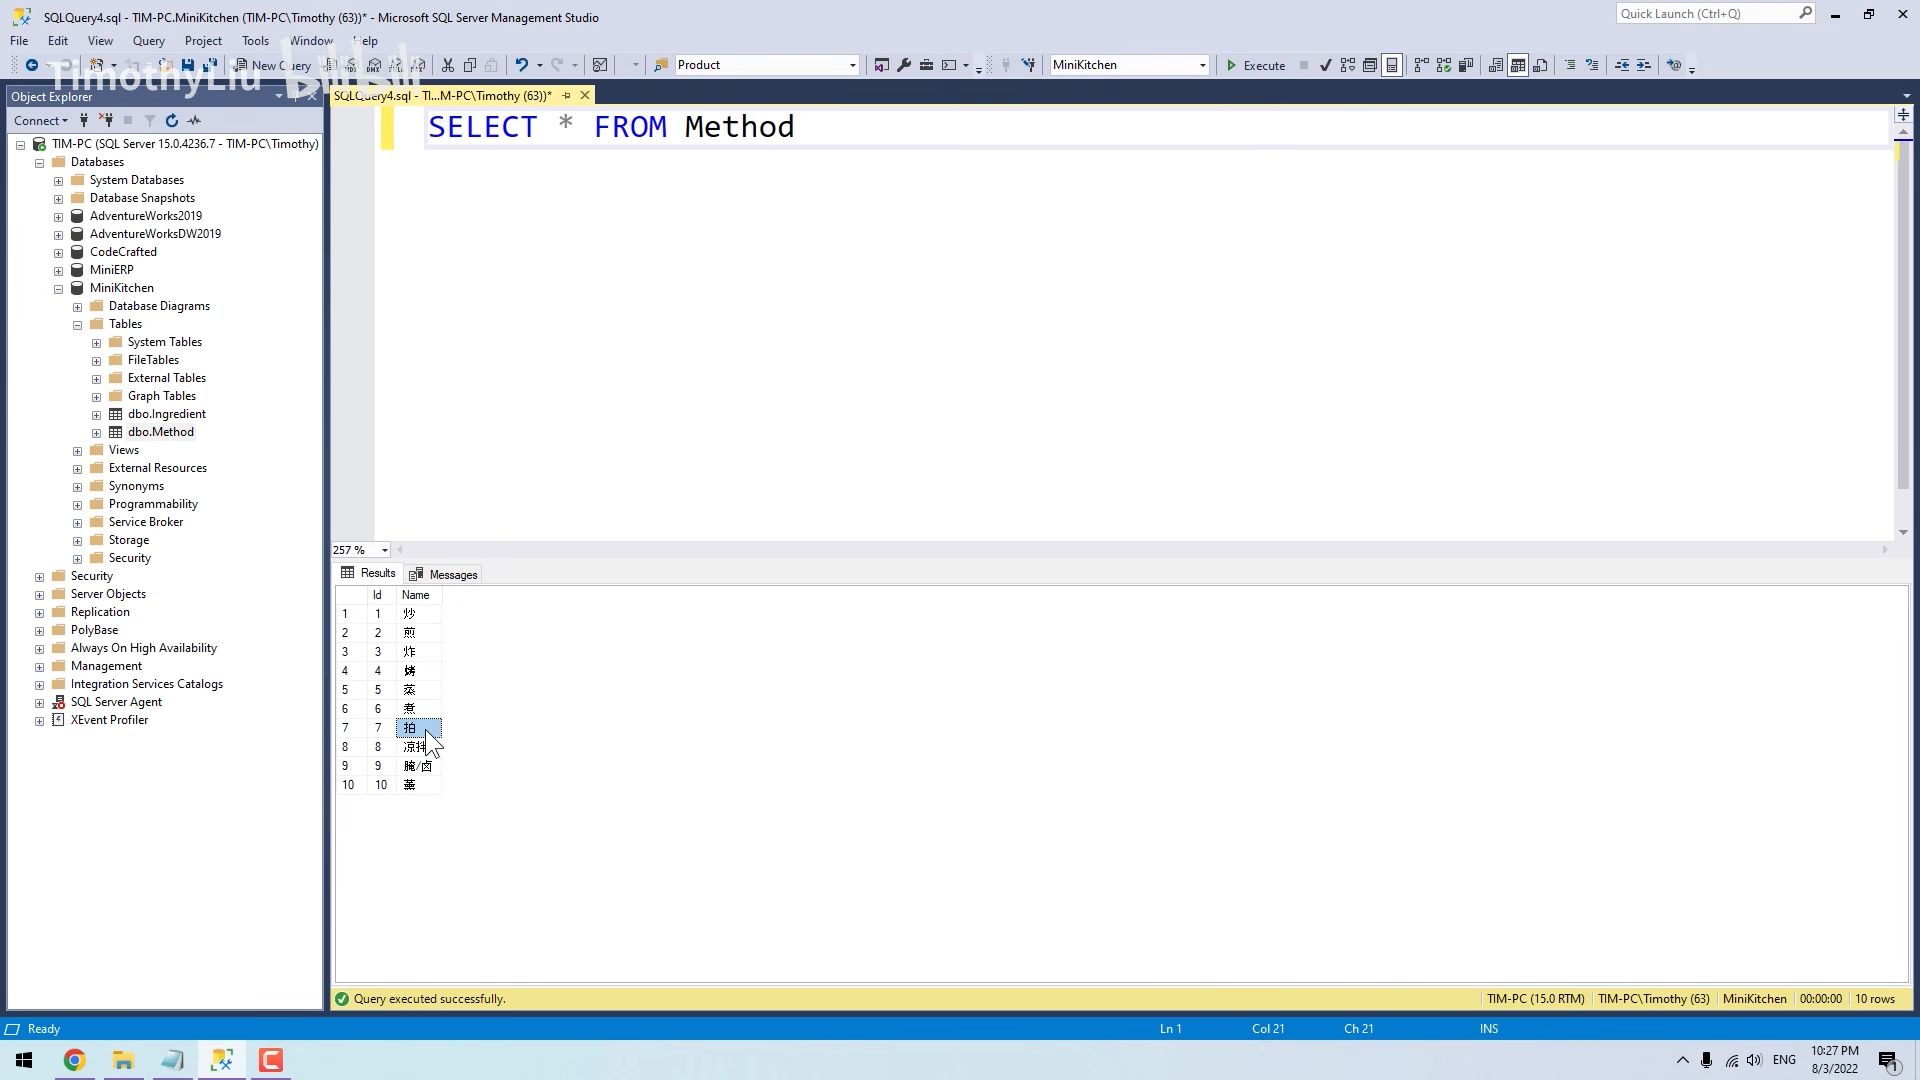 SQLQuery4.sql - TIM-PC.MiniKitchen (TIM-PC\Timothy (63))* - Microsoft SQL Server Management Studio
Quick Launch (Ctrl+Q)
File Edit View Query Project Tools Window Help
New Query
Product
MiniKitchen
Execute
TimothyLiu bilibili
Object Explorer
SQLQuery4.sql - TI...M-PC\Timothy (63))*
Connect
SELECT * FROM Method
TIM-PC (SQL Server 15.0.4236.7 - TIM-PC\Timothy)
Databases
System Databases
Database Snapshots
AdventureWorks2019
AdventureWorksDW2019
CodeCrafted
MiniERP
MiniKitchen
Database Diagrams
Tables
System Tables
FileTables
External Tables
Graph Tables
dbo.Ingredient
dbo.Method
Views
External Resources
Synonyms
Programmability
Service Broker
Storage
Security
Security
Server Objects
Replication
PolyBase
Always On High Availability
Management
Integration Services Catalogs
SQL Server Agent
XEvent Profiler
257 %
Results Messages
Id Name
1 1 炒
2 2 煎
3 3 炸
4 4 烤
5 5 蒸
6 6 煮
7 7 拍
8 8 凉拌
9 9 腌/卤
10 10 薹
Query executed successfully.
TIM-PC (15.0 RTM) TIM-PC\Timothy (63) MiniKitchen 00:00:00 10 rows
Ready
Ln 1 Col 21 Ch 21 INS
ENG
10:27 PM
8/3/2022
1